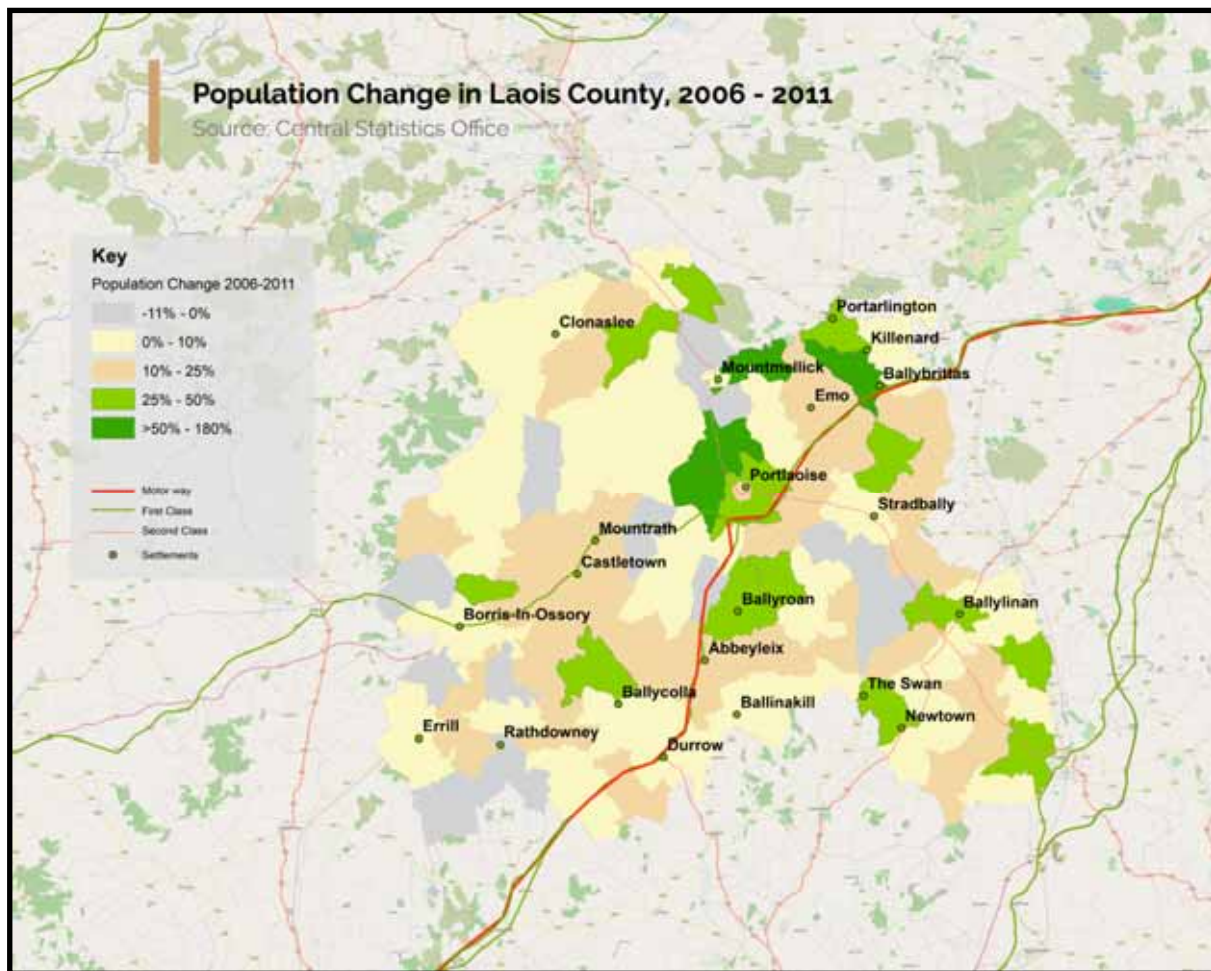 Population Change in Laois County, 2006 - 2011
Source: Central Statistics Office
Key
Population Change 2006-2011
-11% - 0%
0% - 10%
10% - 25%
25% - 50%
>50% - 180%
Motor way
First Class
Second Class
Settlements
Portarlington
Clonaslee
Killenard
Mountmellick
Ballybrittas
Emo
Portlaoise
Stradbally
Mountrath
Castletown
Ballyroan
Ballylinan
Borris-In-Ossory
Abbeyleix
Ballycolla
The Swan
Ballinakill
Errill
Rathdowney
Newtown
Durrow